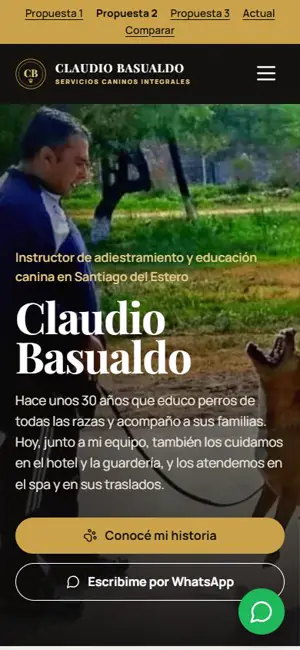 Propuesta 1 Propuesta 2 Propuesta 3 Actual
Comparar
CB
CLAUDIO BASUALDO
SERVICIOS CANINOS INTEGRALES
Instructor de adiestramiento y educación
canina en Santiago del Estero
Claudio
Basualdo
Hace unos 30 años que educo perros de
todas las razas y acompaño a sus familias.
Hoy, junto a mi equipo, también los cuidamos
en el hotel y la guardería, y los atendemos en
el spa y en sus traslados.
Conocé mi historia
Escribime por WhatsApp